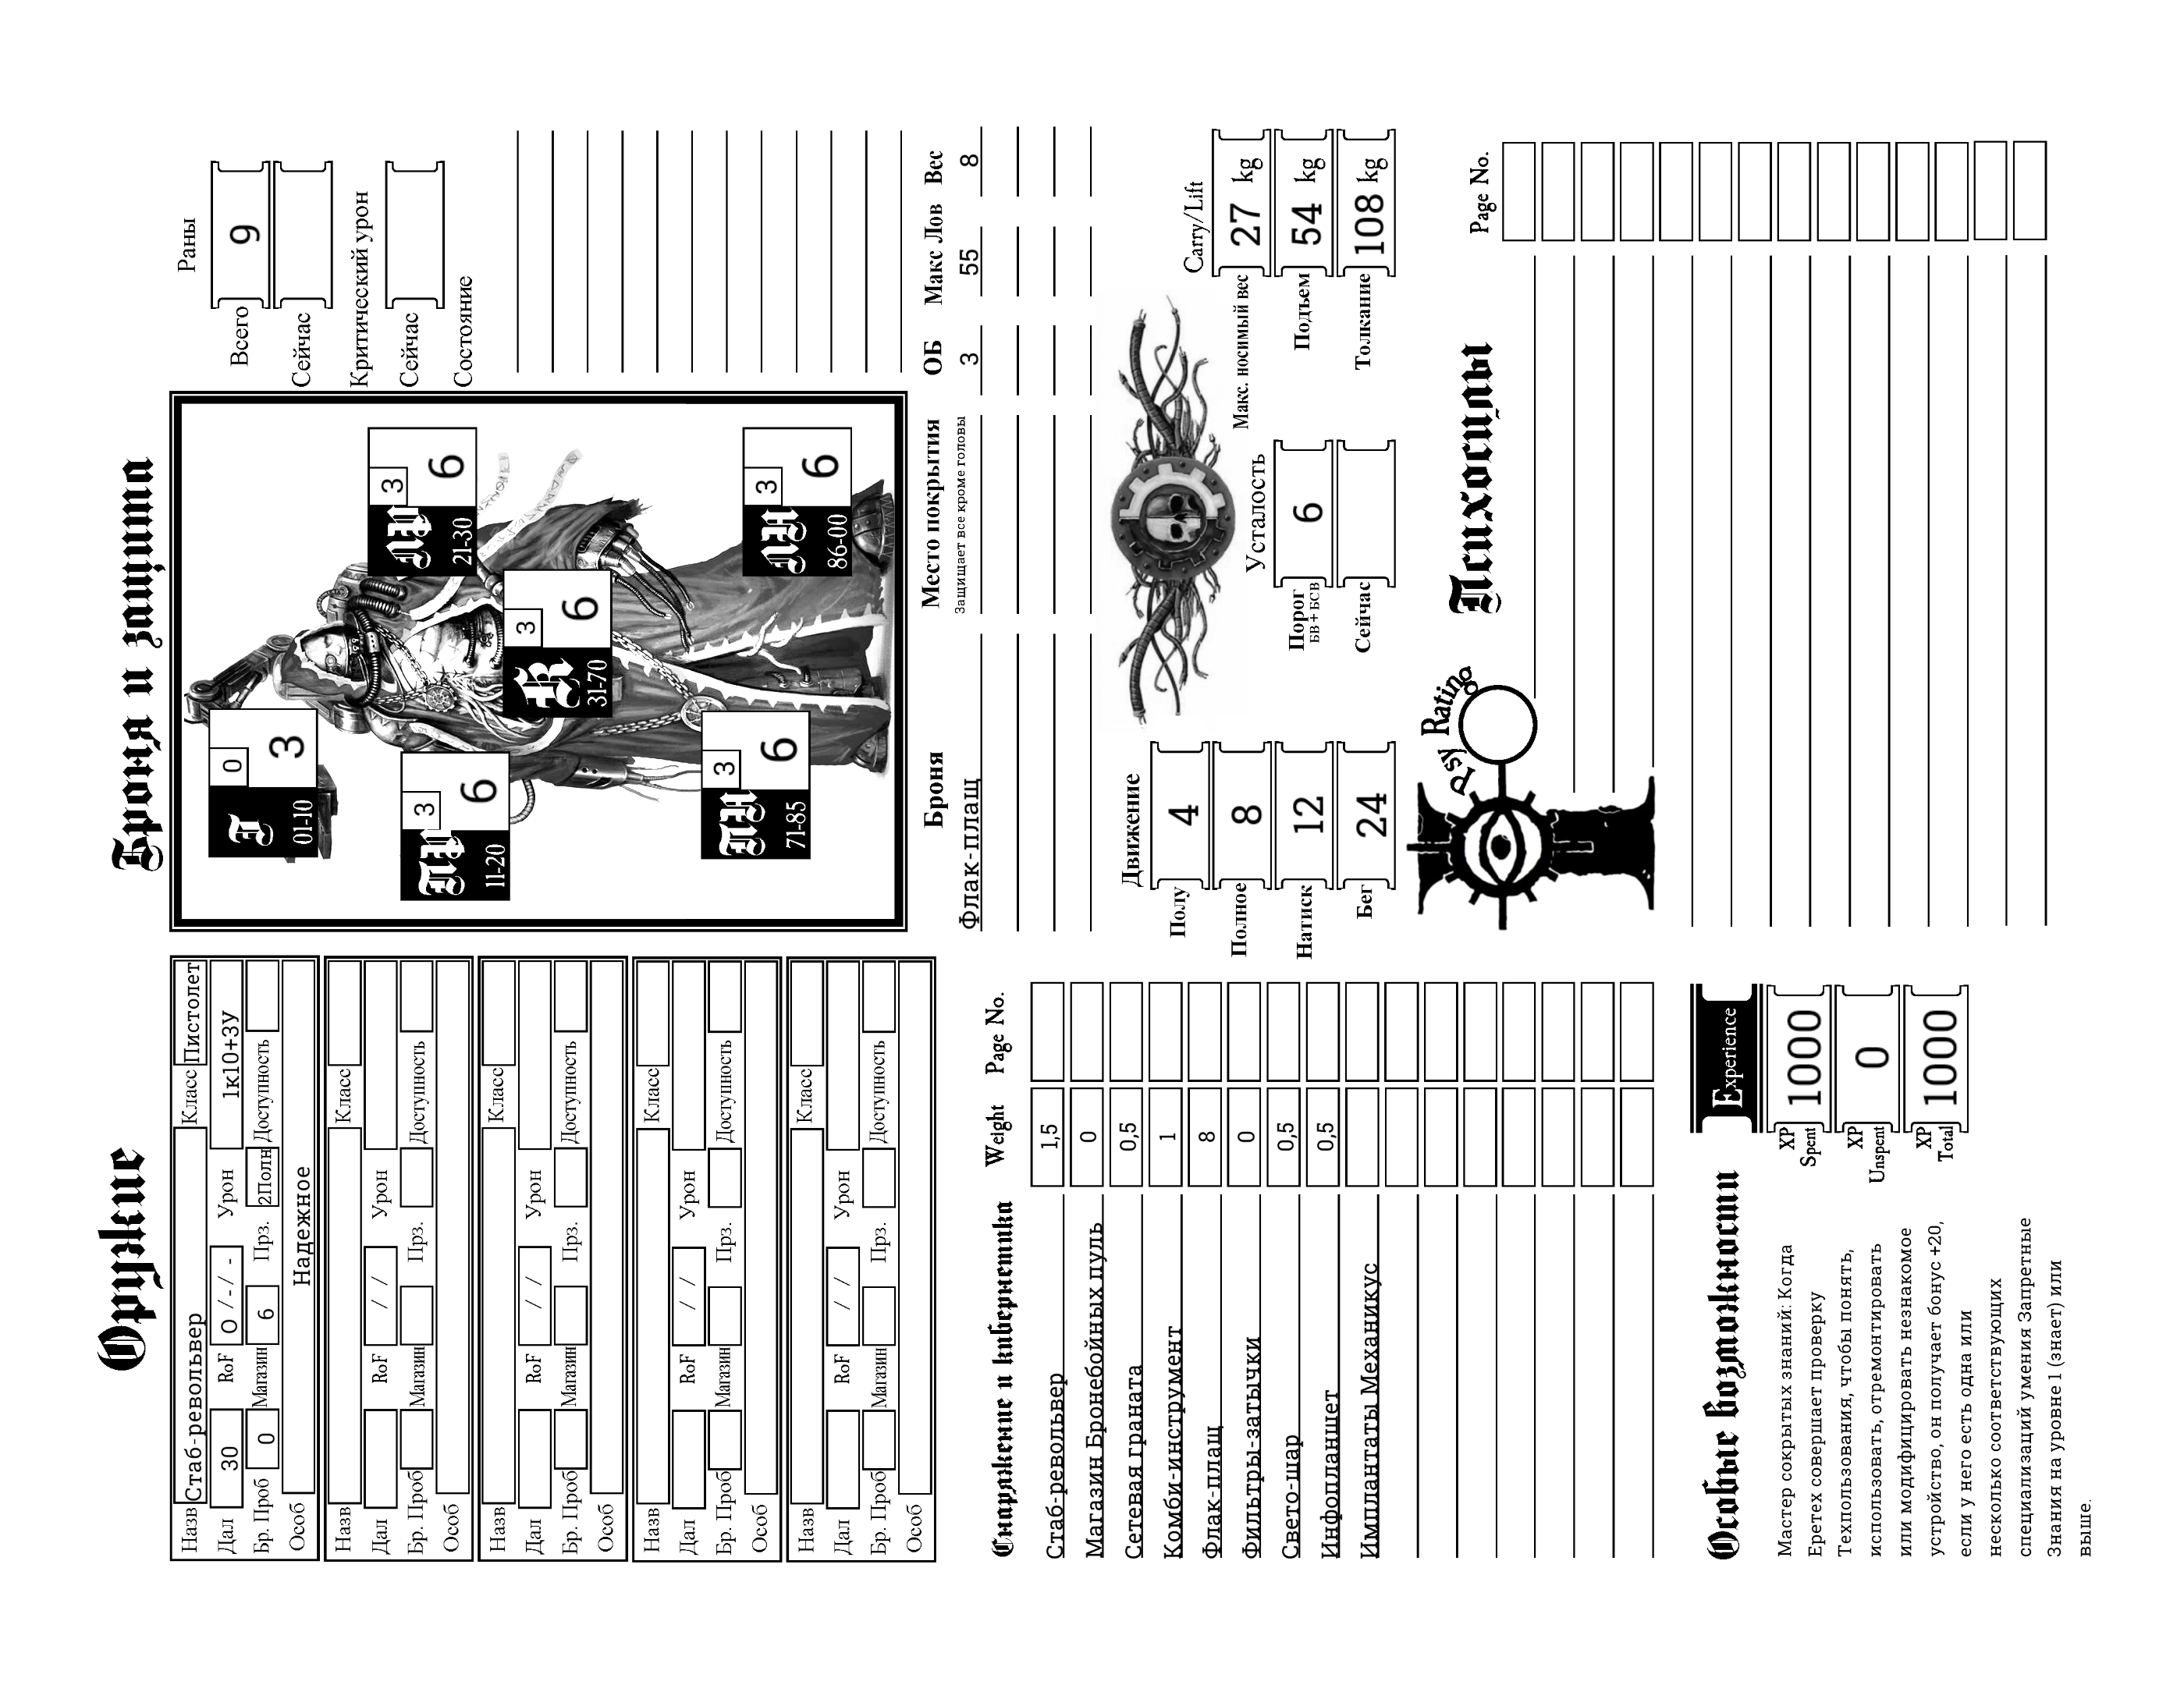 Оружие
Назв Стаб-револьвер Класс Пистолет
Дал 30 RoF O / - / - Урон 1к10+3У
Бр. Проб 0 Магазин 6 Прз. 2Полн Доступность
Особ Надежное
Назв Класс
Дал RoF / / Урон
Бр. Проб Магазин Прз. Доступность
Особ
Назв Класс
Дал RoF / / Урон
Бр. Проб Магазин Прз. Доступность
Особ
Назв Класс
Дал RoF / / Урон
Бр. Проб Магазин Прз. Доступность
Особ
Назв Класс
Дал RoF / / Урон
Бр. Проб Магазин Прз. Доступность
Особ
Снаряжение и кибернетика Weight Page No.
Стаб-револьвер 1,5
Магазин Бронебойных пуль 0
Сетевая граната 0,5
Комби-инструмент 1
Флак-плащ 8
Фильтры-затычки 0
Свето-шар 0,5
Инфопланшет 0,5
Имплантаты Механикус
Особые возможности
Мастер сокрытых знаний: Когда
Еретех совершает проверку
Техпользования, чтобы понять,
использовать, отремонтировать
или модифицировать незнакомое
устройство, он получает бонус +20,
если у него есть одна или
несколько соответствующих
специализаций умения Запретные
Знания на уровне 1 (знает) или
выше.
Experience
XP Spent 1000
XP Unspent 0
XP Total 1000
Броня и защита
Г 01-10 0 3
ПР 11-20 3 6
ЛР 21-30 3 6
31-70 3 6
ПН 71-85 3 6
ЛН 86-00 3 6
Раны
Всего 9
Сейчас
Критический урон
Сейчас
Состояние
Броня Место покрытия ОБ Макс Лов Вес
Флак-плащ Защищает все кроме головы 3 55 8
Движение
Полу 4
Полное 8
Натиск 12
Бег 24
Усталость
Порог БВ+БСВ 6
Сейчас
Carry/Lift
Макс. носимый вес 27 kg
Подъем 54 kg
Толкание 108 kg
Psy Rating
Психосилы
Page No.